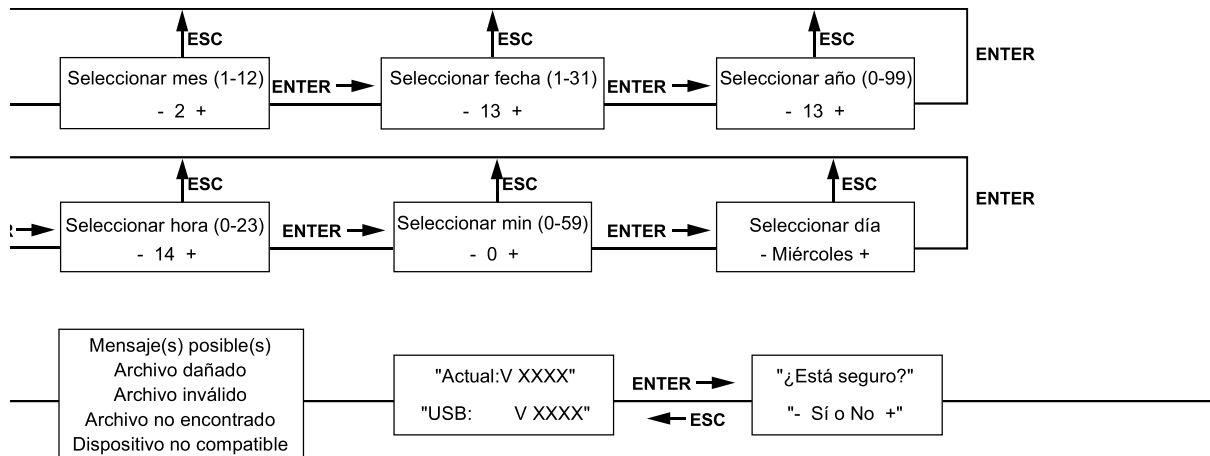 ESC
ESC
ESC
ENTER
Seleccionar mes (1-12)
- 2 +
ENTER
Seleccionar fecha (1-31)
- 13 +
ENTER
Seleccionar año (0-99)
- 13 +
ESC
ESC
ESC
ENTER
Seleccionar hora (0-23)
- 14 +
ENTER
Seleccionar min (0-59)
- 0 +
ENTER
Seleccionar día
- Miércoles +
Mensaje(s) posible(s)
Archivo dañado
Archivo inválido
Archivo no encontrado
Dispositivo no compatible
"Actual:V XXXX"
"USB: V XXXX"
ENTER
ESC
"¿Está seguro?"
"- Sí o No +"